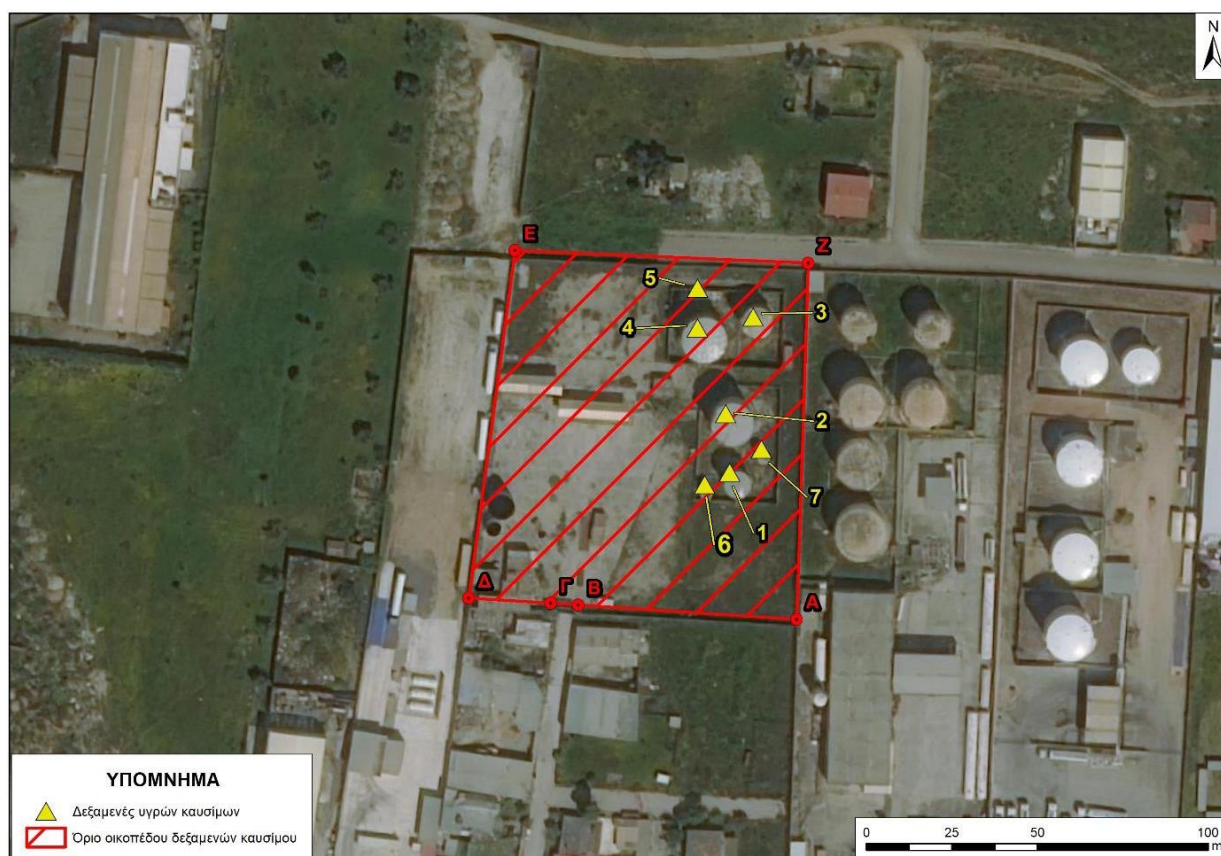 N
Ε
Ζ
5
4
3
2
7
6
1
Δ
Γ
Β
Α
ΥΠΟΜΝΗΜΑ
Δεξαμενές υγρών καυσίμων
Όριο οικοπέδου δεξαμενών καυσίμου
0 25 50 100
m